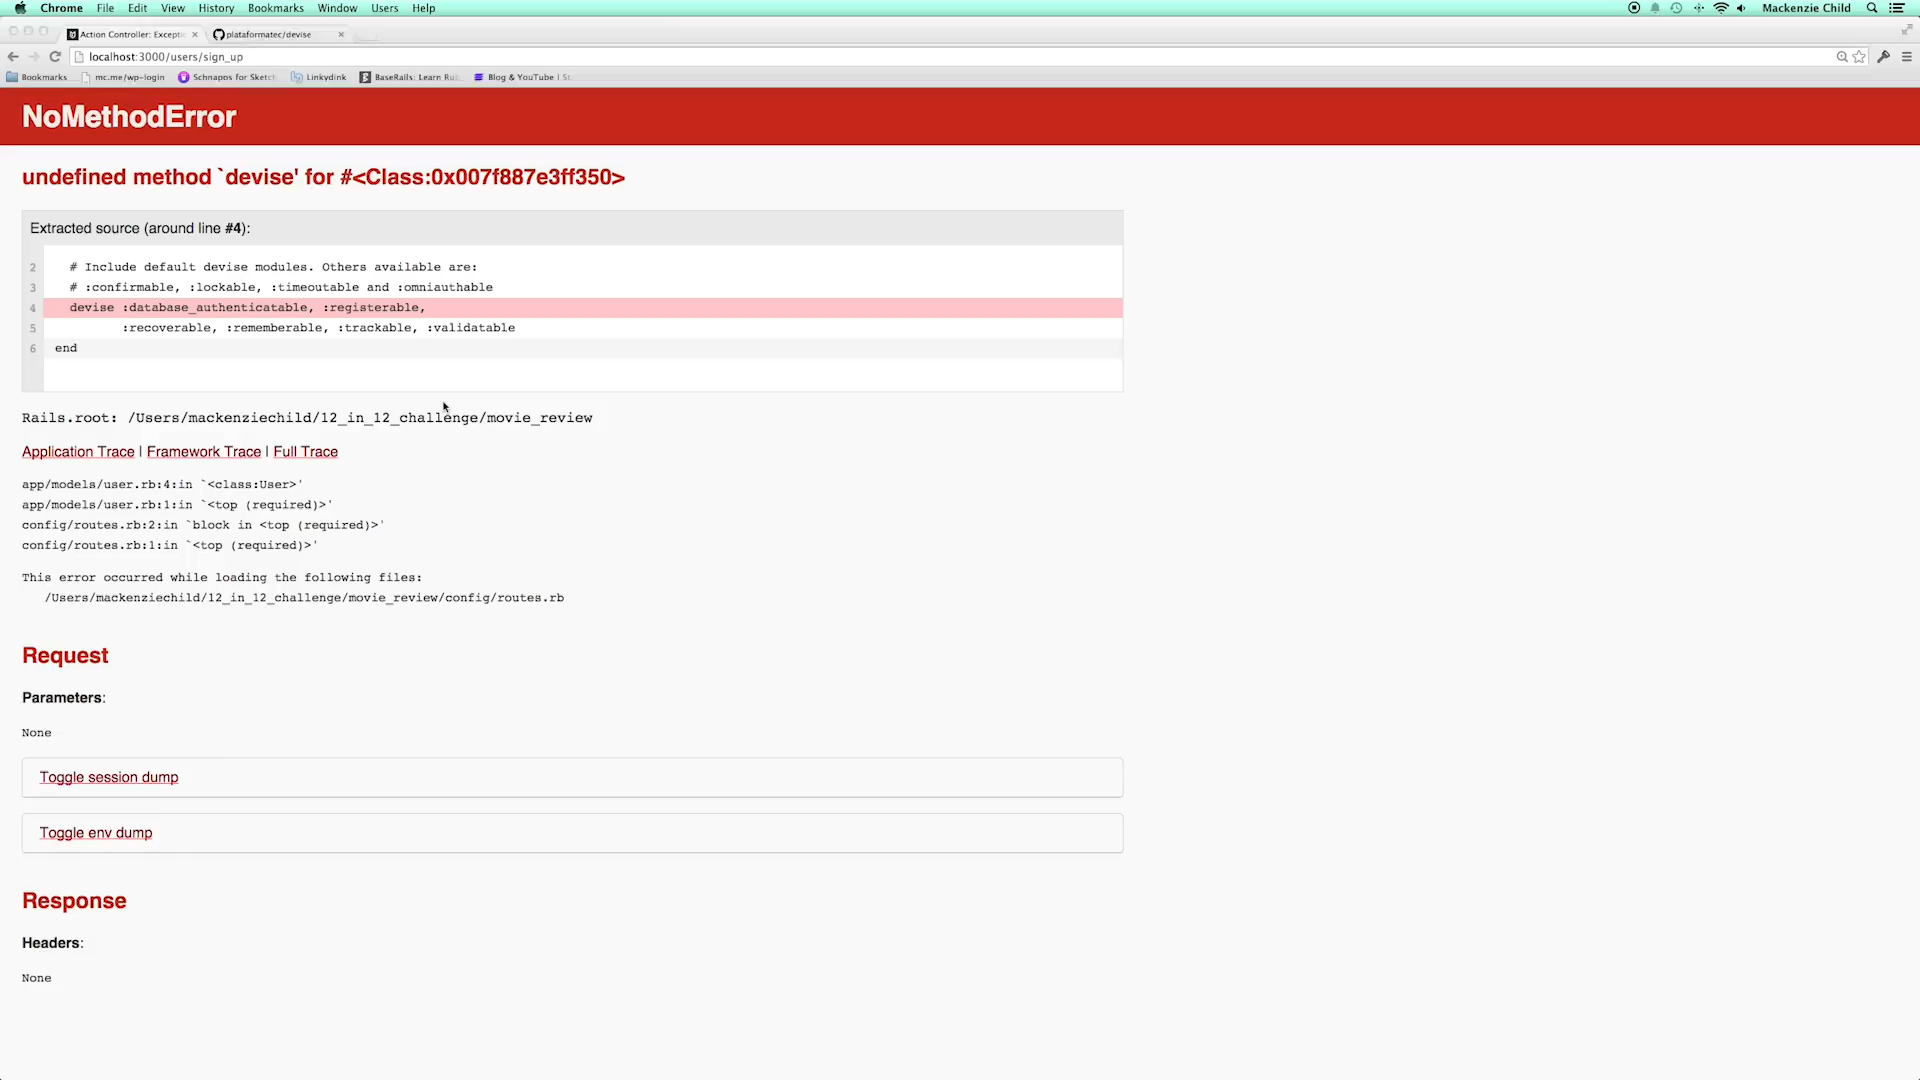 Chrome File Edit View History Bookmarks Window Users Help Mackenzie Child
Action Controller: Excepti plataformatec/devise
localhost:3000/users/sign_up
Bookmarks mc.me/wp-login Schnapps for Sketch Linkydink BaseRails: Learn Ru Blog & YouTube | St
NoMethodError
undefined method `devise' for #<Class:0x007f887e3ff350>
Extracted source (around line #4):
2 # Include default devise modules. Others available are:
3 # :confirmable, :lockable, :timeoutable and :omniauthable
4 devise :database_authenticatable, :registerable,
5 :recoverable, :rememberable, :trackable, :validatable
6 end
Rails.root: /Users/mackenziechild/12_in_12_challenge/movie_review
Application Trace | Framework Trace | Full Trace
app/models/user.rb:4:in `<class:User>'
app/models/user.rb:1:in `<top (required)>'
config/routes.rb:2:in `block in <top (required)>'
config/routes.rb:1:in `<top (required)>'
This error occurred while loading the following files:
/Users/mackenziechild/12_in_12_challenge/movie_review/config/routes.rb
Request
Parameters:
None
Toggle session dump
Toggle env dump
Response
Headers:
None